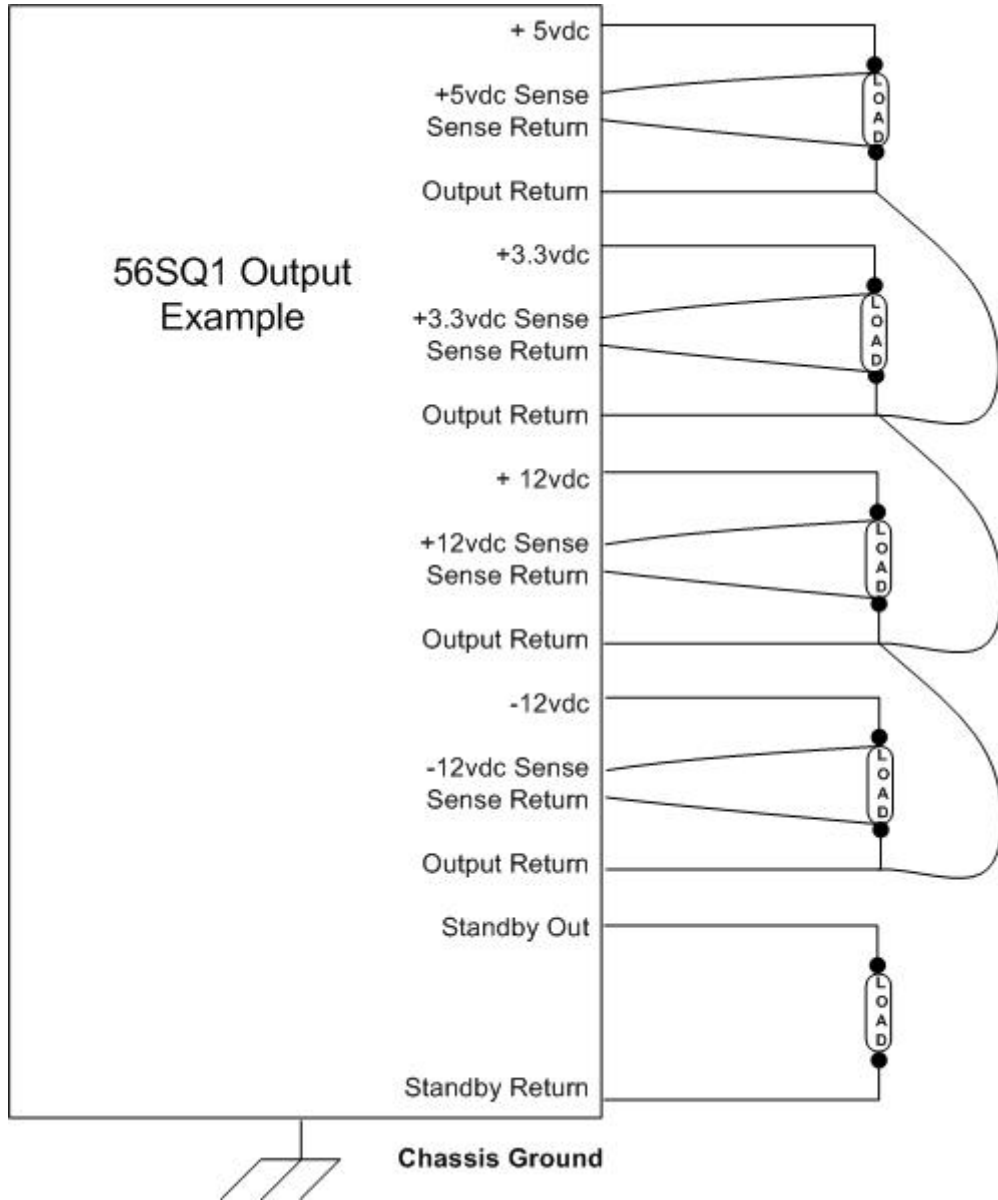 + 5vdc
LOAD
+5vdc Sense
Sense Return
Output Return
56SQ1 Output
Example
+3.3vdc
LOAD
+3.3vdc Sense
Sense Return
Output Return
+ 12vdc
LOAD
+12vdc Sense
Sense Return
Output Return
-12vdc
LOAD
-12vdc Sense
Sense Return
Output Return
Standby Out
LOAD
Standby Return
Chassis Ground